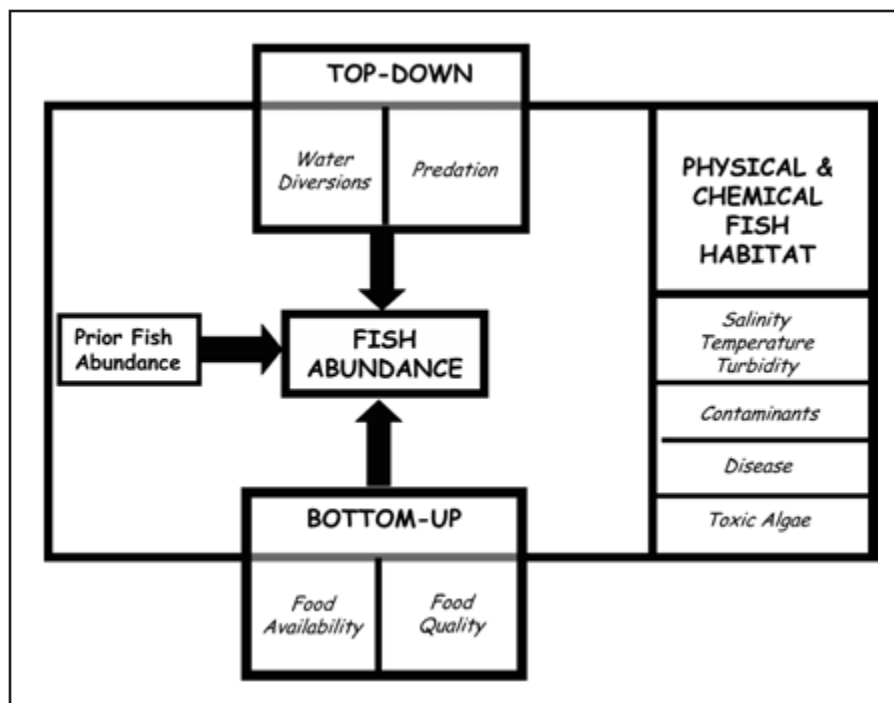 TOP-DOWN
Water
Diversions
Predation
PHYSICAL &
CHEMICAL
FISH
HABITAT
Prior Fish
Abundance
FISH
ABUNDANCE
Salinity
Temperature
Turbidity
Contaminants
Disease
Toxic Algae
BOTTOM-UP
Food
Availability
Food
Quality